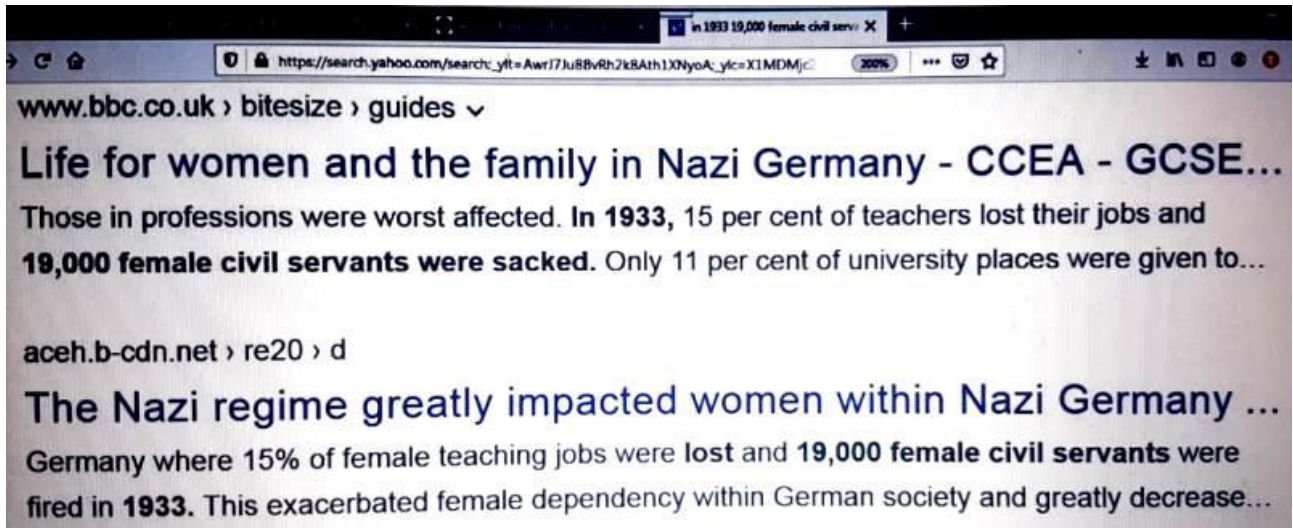 in 1933 19,000 female civil serv
https://search.yahoo.com/search;_ylt=
200%
www.bbc.co.uk › bitesize › guides
Life for women and the family in Nazi Germany - CCEA - GCSE...
Those in professions were worst affected. In 1933, 15 per cent of teachers lost their jobs and
19,000 female civil servants were sacked. Only 11 per cent of university places were given to...
aceh.b-cdn.net › re20 › d
The Nazi regime greatly impacted women within Nazi Germany ...
Germany where 15% of female teaching jobs were lost and 19,000 female civil servants were
fired in 1933. This exacerbated female dependency within German society and greatly decrease...